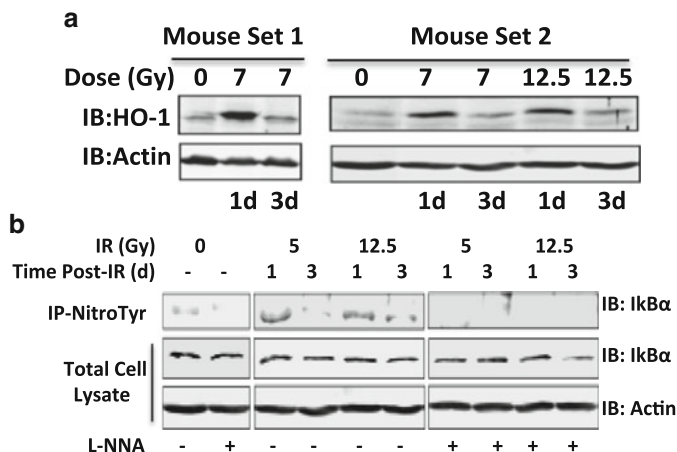 a
Mouse Set 1 Mouse Set 2
Dose (Gy) 0 7 7 0 7 7 12.5 12.5
IB:HO-1
IB:Actin
1d 3d 1d 3d 1d 3d
b
IR (Gy) 0 5 12.5 5 12.5
Time Post-IR (d) - - 1 3 1 3 1 3 1 3
IP-NitroTyr IB: IkBα
Total Cell Lysate IB: IkBα
IB: Actin
L-NNA - + - - - - + + + +